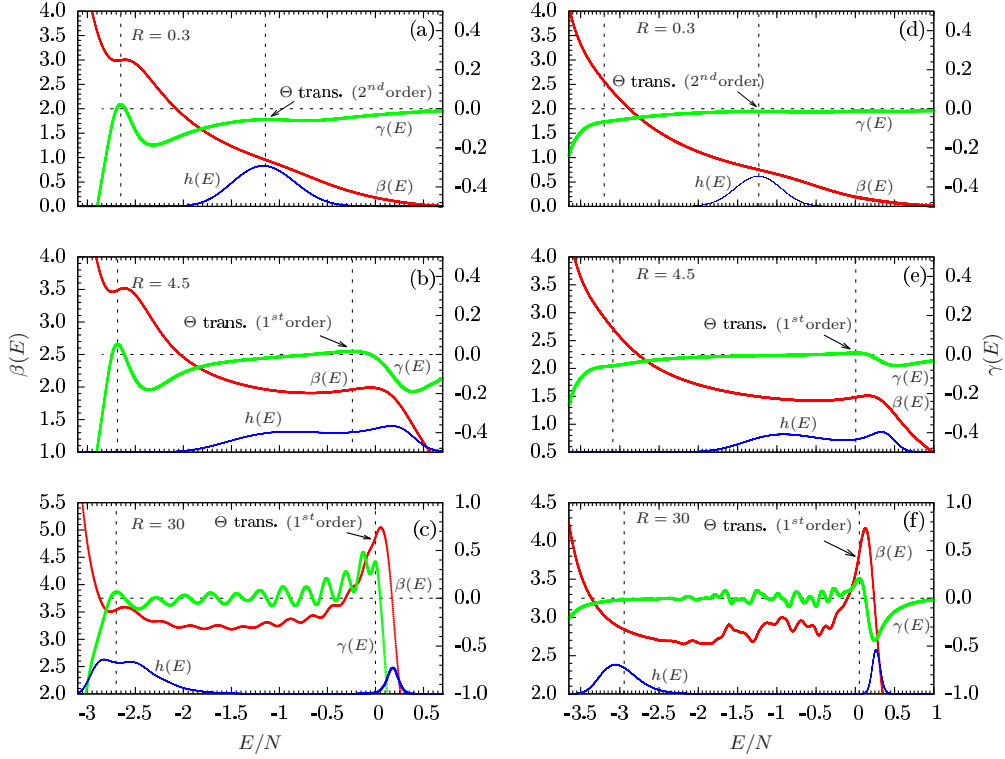 4.0
3.5
3.0
2.5
2.0
1.5
1.0
0.5
0.0
R = 0.3
(a)
Θ trans. (2nd order)
γ(E)
h(E)
β(E)
0.4
0.2
0.0
-0.2
-0.4
4.0
3.5
3.0
2.5
2.0
1.5
1.0
0.5
0.0
R = 0.3
(d)
Θ trans. (2nd order)
γ(E)
h(E)
β(E)
0.4
0.2
0.0
-0.2
-0.4
β(E)
4.0
3.5
3.0
2.5
2.0
1.5
1.0
R = 4.5
(b)
Θ trans. (1st order)
β(E)
γ(E)
h(E)
0.4
0.2
0.0
-0.2
-0.4
4.0
3.5
3.0
2.5
2.0
1.5
1.0
0.5
R = 4.5
(e)
Θ trans. (1st order)
γ(E)
β(E)
h(E)
0.4
0.2
0.0
-0.2
-0.4
γ(E)
5.5
5.0
4.5
4.0
3.5
3.0
2.5
2.0
R = 30
Θ trans. (1st order)
(c)
β(E)
γ(E)
h(E)
1.0
0.5
0.0
-0.5
-1.0
-3 -2.5 -2 -1.5 -1 -0.5 0 0.5
E/N
4.5
4.0
3.5
3.0
2.5
2.0
R = 30
Θ trans. (1st order)
(f)
β(E)
γ(E)
h(E)
1.0
0.5
0.0
-0.5
-1.0
-3.5 -3 -2.5 -2 -1.5 -1 -0.5 0 0.5 1
E/N